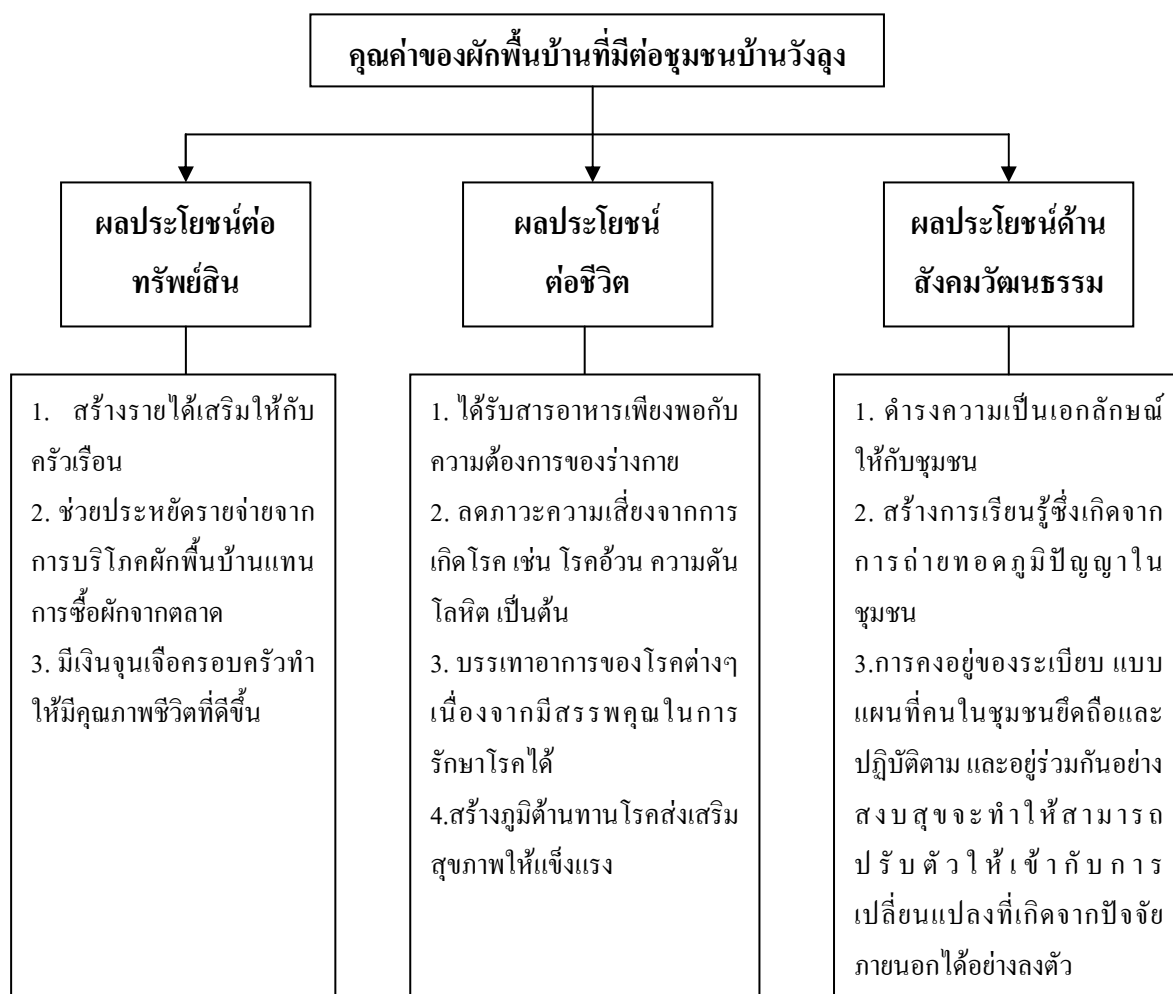 คุณค่าของผักพื้นบ้านที่มีต่อชุมชนบ้านวังลุง
ผลประโยชน์ต่อ
ทรัพย์สิน
ผลประโยชน์
ต่อชีวิต
ผลประโยชน์ด้าน
สังคมวัฒนธรรม
1. สร้างรายได้เสริมให้กับ
ครัวเรือน
2. ช่วยประหยัดรายจ่ายจาก
การบริโภคผักพื้นบ้านแทน
การซื้อผักจากตลาด
3. มีเงินจุนเจือครอบครัวทำ
ให้มีคุณภาพชีวิตที่ดีขึ้น
1. ได้รับสารอาหารเพียงพอกับ
ความต้องการของร่างกาย
2. ลดภาวะความเสี่ยงจากการ
เกิดโรค เช่น โรคอ้วน ความดัน
โลหิต เป็นต้น
3. บรรเทาอาการของโรคต่างๆ
เนื่องจากมีสรรพคุณในการ
รักษาโรคได้
4.สร้างภูมิต้านทานโรคส่งเสริม
สุขภาพให้แข็งแรง
1. ดำรงความเป็นเอกลักษณ์
ให้กับชุมชน
2. สร้างการเรียนรู้ซึ่งเกิดจาก
การถ่ายทอดภูมิปัญญาใน
ชุมชน
3.การคงอยู่ของระเบียบ แบบ
แผนที่คนในชุมชนยึดถือและ
ปฏิบัติตาม และอยู่ร่วมกันอย่าง
สงบสุขจะทำให้สามารถ
ปรับตัวให้เข้ากับการ
เปลี่ยนแปลงที่เกิดจากปัจจัย
ภายนอกได้อย่างลงตัว